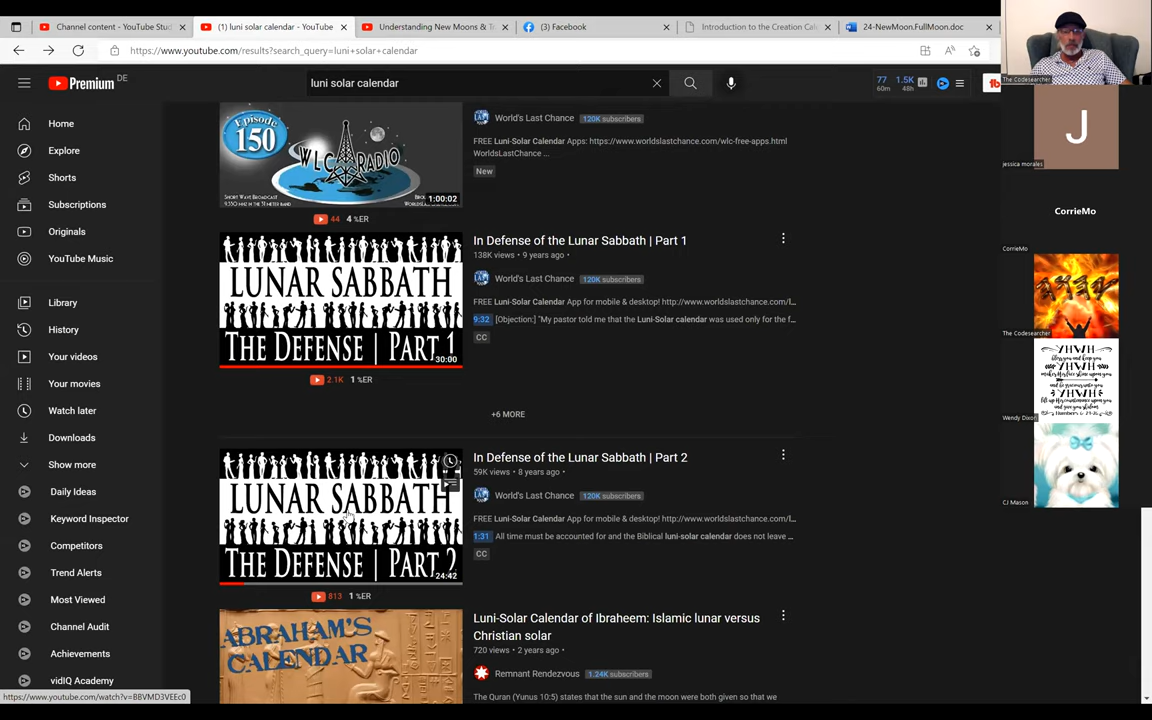 Channel content - YouTube Stud
(1) luni solar calendar - YouTube
Understanding New Moons & T
(3) Facebook
Introduction to the Creation Cal
24-NewMoon.FullMoon.doc
https://www.youtube.com/results?search_query=luni+solar+calendar
The Codesearcher
Premium DE
luni solar calendar
77
60m
1.5K
48h
Home
Explore
Shorts
Subscriptions
Originals
YouTube Music
Library
History
Your videos
Your movies
Watch later
Downloads
Show more
Daily Ideas
Keyword Inspector
Competitors
Trend Alerts
Most Viewed
Channel Audit
Achievements
vidIQ Academy
https://www.youtube.com/watch?v=BBVMD3VEEc0
Episode
150
WLC RADIO
1:00:02
44 4 %ER
World's Last Chance 120K subscribers
FREE Luni-Solar Calendar Apps: https://www.worldslastchance.com/wlc-free-apps.html
WorldsLastChance ...
New
LUNAR SABBATH
THE DEFENSE | PART 1
30:00
2.1K 1 %ER
In Defense of the Lunar Sabbath | Part 1
138K views • 9 years ago •
World's Last Chance 120K subscribers
FREE Luni-Solar Calendar App for mobile & desktop! http://www.worldslastchance.com/l...
9:32 [Objection:] "My pastor told me that the Luni-Solar calendar was used only for the f...
CC
+6 MORE
LUNAR SABBATH
THE DEFENSE | PART 2
24:42
813 1 %ER
In Defense of the Lunar Sabbath | Part 2
59K views • 8 years ago •
World's Last Chance 120K subscribers
FREE Luni-Solar Calendar App for mobile & desktop! http://www.worldslastchance.com/l...
1:31 All time must be accounted for and the Biblical luni-solar calendar does not leave ...
CC
ABRAHAM'S
CALENDAR
Luni-Solar Calendar of Ibraheem: Islamic lunar versus
Christian solar
720 views • 2 years ago •
Remnant Rendezvous 1.24K subscribers
The Quran (Yunus 10:5) states that the sun and the moon were both given so that we
J
jessica morales
CorrieMo
CorrieMo
The Codesearcher
YHWH
YHWH
YHWH
Wendy Dixon
CJ Mason